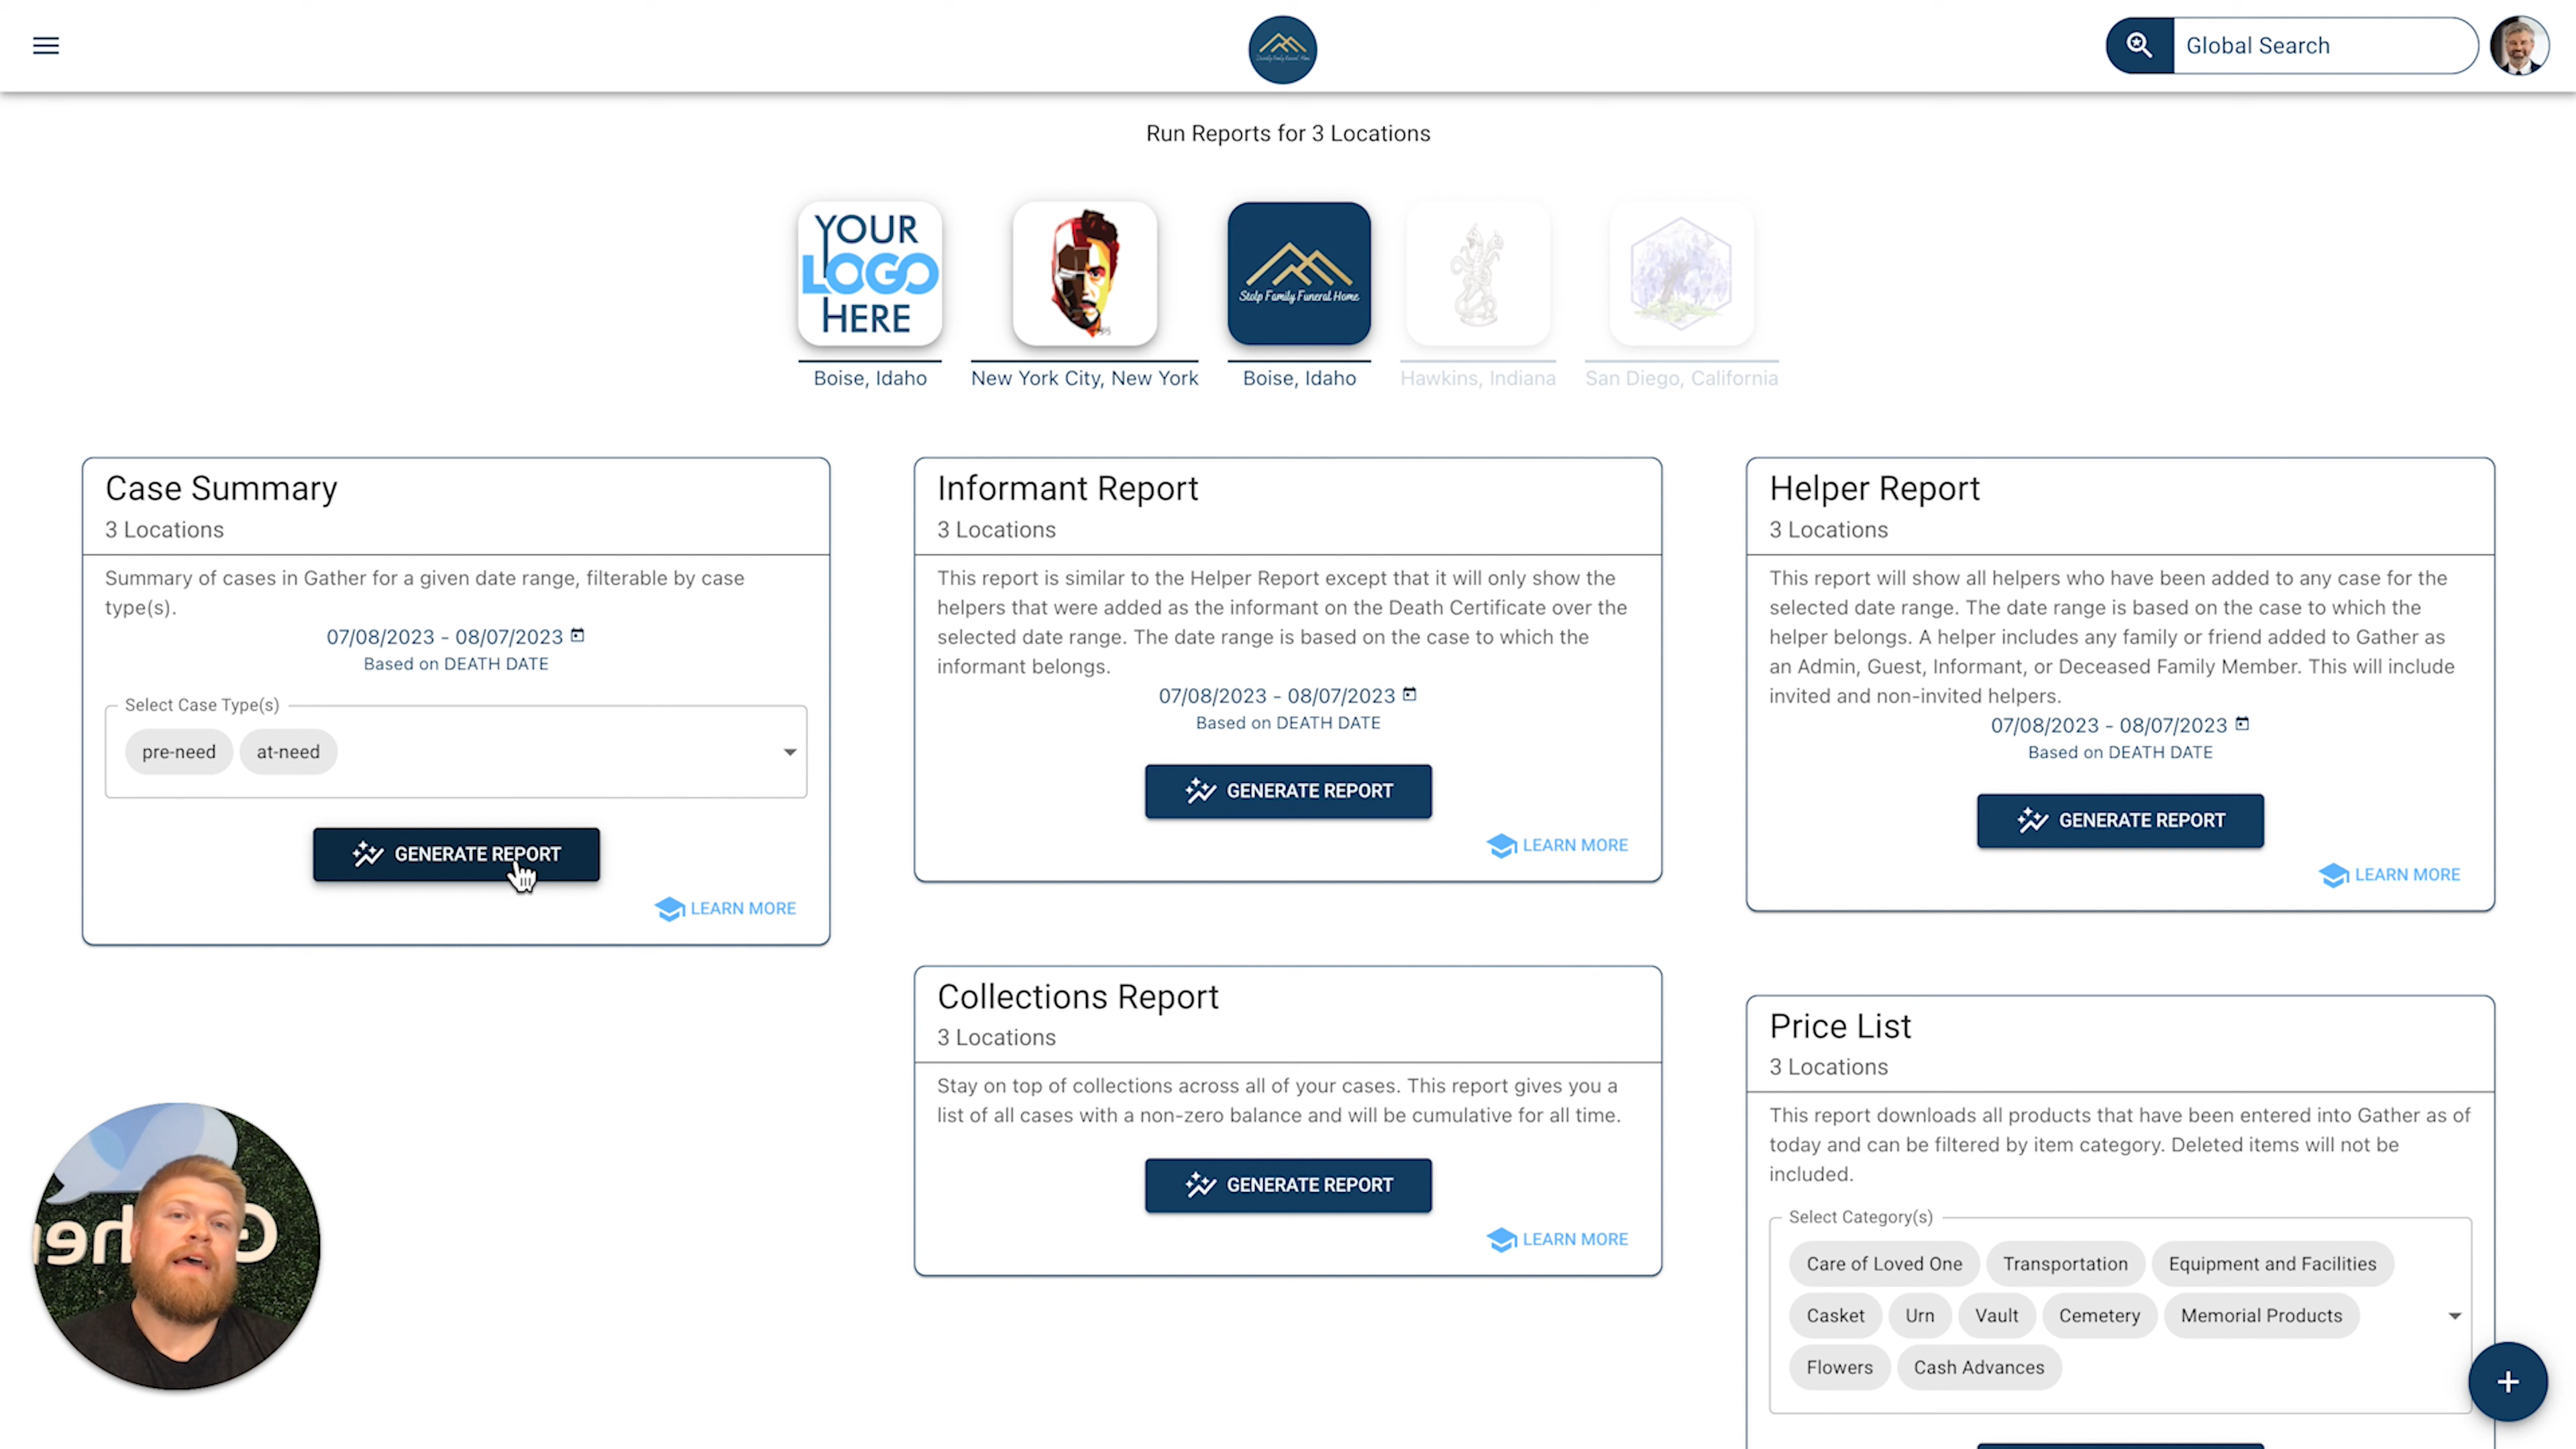 Global Search
Run Reports for 3 Locations
YOUR
LOGO
HERE
Stolp Family Funeral Home
Boise, Idaho
New York City, New York
Boise, Idaho
Hawkins, Indiana
San Diego, California
Case Summary
3 Locations
Summary of cases in Gather for a given date range, filterable by case
type(s).
07/08/2023 - 08/07/2023
Based on DEATH DATE
Select Case Type(s)
pre-need
at-need
GENERATE REPORT
LEARN MORE
Informant Report
3 Locations
This report is similar to the Helper Report except that it will only show the
helpers that were added as the informant on the Death Certificate over the
selected date range. The date range is based on the case to which the
informant belongs.
07/08/2023 - 08/07/2023
Based on DEATH DATE
GENERATE REPORT
LEARN MORE
Helper Report
3 Locations
This report will show all helpers who have been added to any case for the
selected date range. The date range is based on the case to which the
helper belongs. A helper includes any family or friend added to Gather as
an Admin, Guest, Informant, or Deceased Family Member. This will include
invited and non-invited helpers.
07/08/2023 - 08/07/2023
Based on DEATH DATE
GENERATE REPORT
LEARN MORE
Collections Report
3 Locations
Stay on top of collections across all of your cases. This report gives you a
list of all cases with a non-zero balance and will be cumulative for all time.
GENERATE REPORT
LEARN MORE
Price List
3 Locations
This report downloads all products that have been entered into Gather as of
today and can be filtered by item category. Deleted items will not be
included.
Select Category(s)
Care of Loved One
Transportation
Equipment and Facilities
Casket
Urn
Vault
Cemetery
Memorial Products
Flowers
Cash Advances